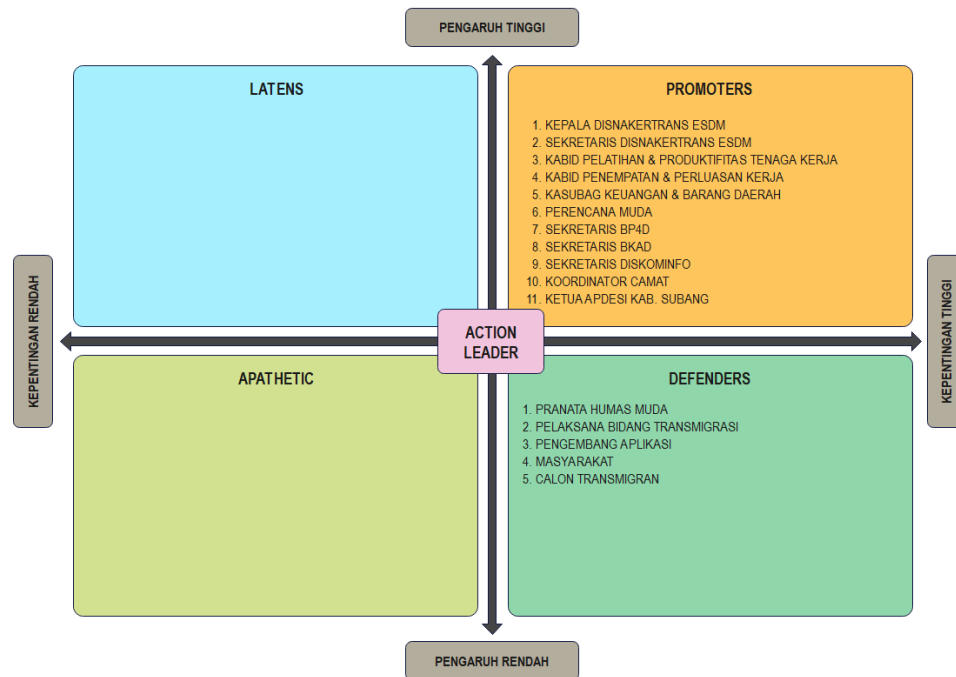 PENGARUH TINGGI
LATENS
PROMOTERS
1. KEPALA DISNAKERTRANS ESDM
2. SEKRETARIS DISNAKERTRANS ESDM
3. KABID PELATIHAN & PRODUKTIFITAS TENAGA KERJA
4. KABID PENEMPATAN & PERLUASAN KERJA
5. KASUBAG KEUANGAN & BARANG DAERAH
6. PERENCANA MUDA
7. SEKRETARIS BP4D
8. SEKRETARIS BKAD
9. SEKRETARIS DISKOMINFO
10. KOORDINATOR CAMAT
11. KETUA APDESI KAB. SUBANG
KEPENTINGAN RENDAH
ACTION
LEADER
KEPENTINGAN TINGGI
APATHETIC
DEFENDERS
1. PRANATA HUMAS MUDA
2. PELAKSANA BIDANG TRANSMIGRASI
3. PENGEMBANG APLIKASI
4. MASYARAKAT
5. CALON TRANSMIGRAN
PENGARUH RENDAH